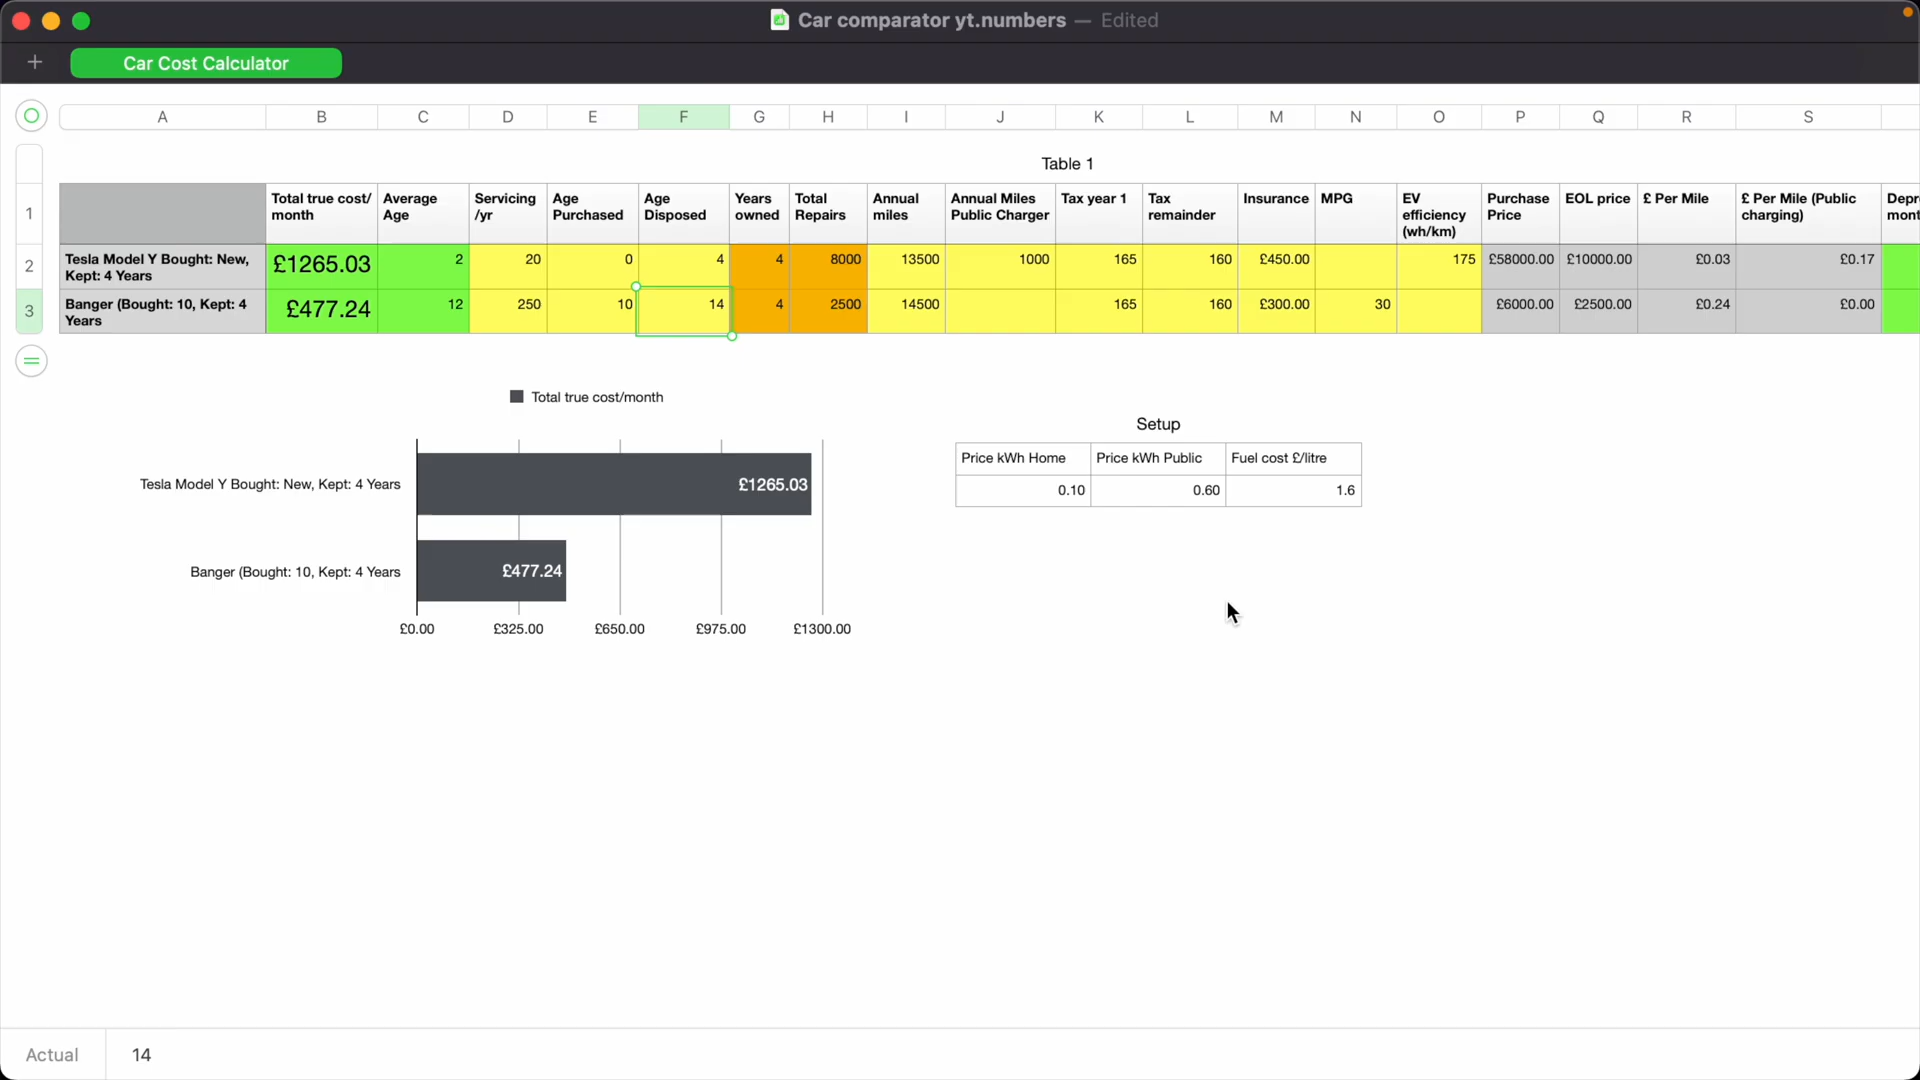 Car comparator yt.numbers — Edited
+ Car Cost Calculator
A B C D E F G H I J K L M N O P Q R S
Table 1
1 Total true cost/month Average Age Servicing/yr Age Purchased Age Disposed Years owned Total Repairs Annual miles Annual Miles Public Charger Tax year 1 Tax remainder Insurance MPG EV efficiency (wh/km) Purchase Price EOL price £ Per Mile £ Per Mile (Public charging) Depr mont
2 Tesla Model Y Bought: New, Kept: 4 Years £1265.03 2 20 0 4 4 8000 13500 1000 165 160 £450.00 175 £58000.00 £10000.00 £0.03 £0.17
3 Banger (Bought: 10, Kept: 4 Years £477.24 12 250 10 14 4 2500 14500 165 160 £300.00 30 £6000.00 £2500.00 £0.24 £0.00
Total true cost/month
Tesla Model Y Bought: New, Kept: 4 Years £1265.03
Banger (Bought: 10, Kept: 4 Years £477.24
£0.00 £325.00 £650.00 £975.00 £1300.00
Setup
Price kWh Home Price kWh Public Fuel cost £/litre
0.10 0.60 1.6
Actual 14